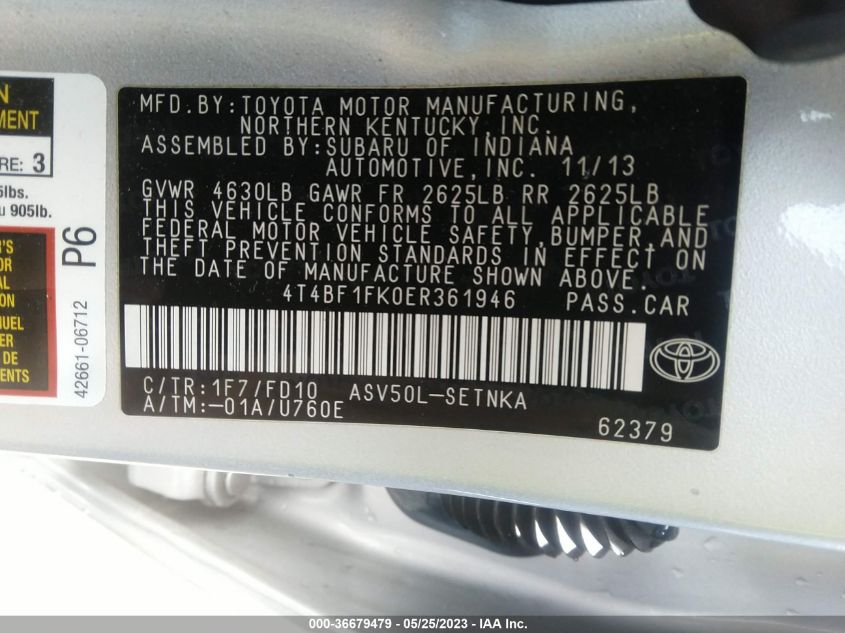 N
MENT
RE: 3
lbs.
905lb.
'S
OR
AL
UEL
ER
DE
ENTS
P6
42661-06712
MFD.BY:TOYOTA MOTOR MANUFACTURING,
NORTHERN KENTUCKY,INC.
ASSEMBLED BY:SUBARU OF INDIANA
AUTOMOTIVE,INC. 11/13
GVWR 4630LB GAWR FR 2625LB RR 2625LB
THIS VEHICLE CONFORMS TO ALL APPLICABLE
FEDERAL MOTOR VEHICLE SAFETY,BUMPER,AND
THEFT PREVENTION STANDARDS IN EFFECT ON
THE DATE OF MANUFACTURE SHOWN ABOVE.
4T4BF1FK0ER361946 PASS.CAR
C/TR:1F7/FD10 ASV50L-SETNKA
A/TM:-01A/U760E
62379
000-36679479 - 05/25/2023 - IAA Inc.